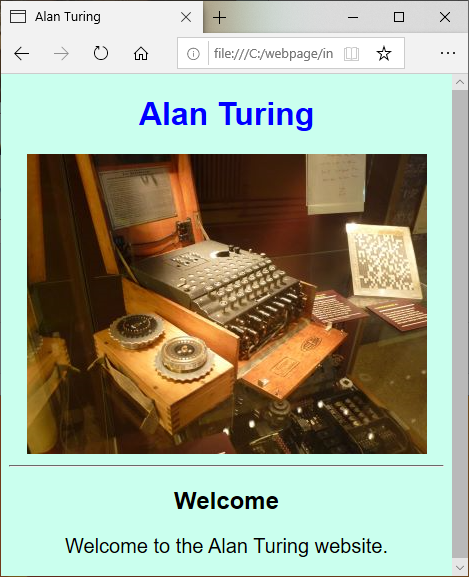 Alan Turing
file:///C:/webpage/in
Alan Turing
Welcome
Welcome to the Alan Turing website.